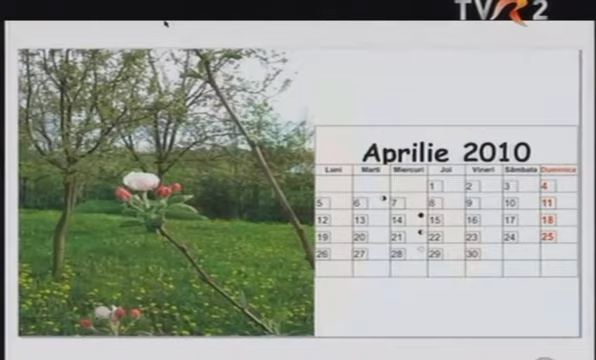 TVR 2
Aprilie 2010
Luni Marti Miercuri Joi Vineri Sâmbata Duminica
1 2 3 4
5 6 7 8 9 10 11
12 13 14 15 16 17 18
19 20 21 22 23 24 25
26 27 28 29 30